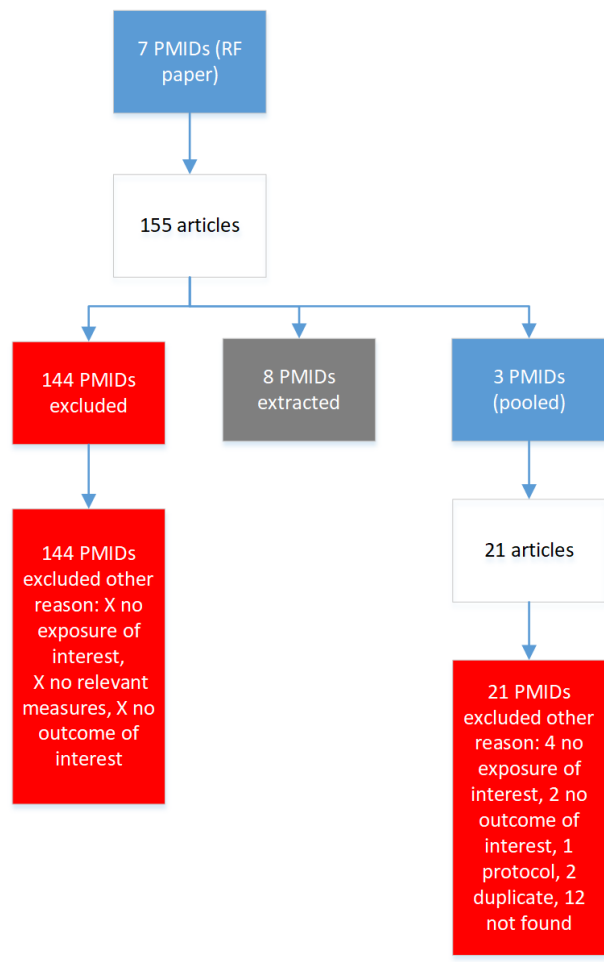 7 PMIDs (RF
paper)
155 articles
144 PMIDs
excluded
8 PMIDs
extracted
3 PMIDs
(pooled)
144 PMIDs
excluded other
reason: X no
exposure of
interest,
X no relevant
measures, X no
outcome of
interest
21 articles
21 PMIDs
excluded other
reason: 4 no
exposure of
interest, 2 no
outcome of
interest, 1
protocol, 2
duplicate, 12
not found